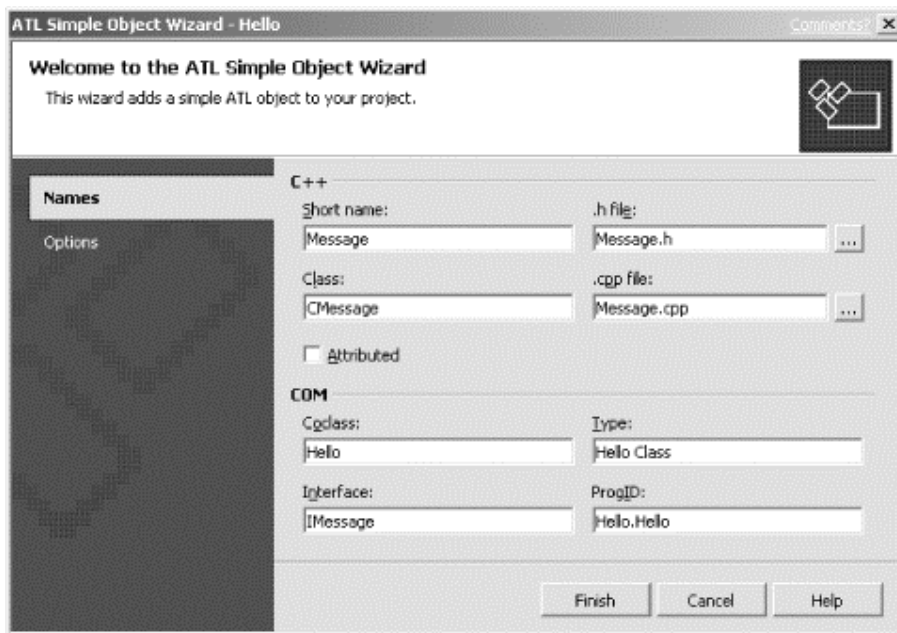 ATL Simple Object Wizard - Hello
Comments?
Welcome to the ATL Simple Object Wizard
This wizard adds a simple ATL object to your project.
Names
Options
C++
Short name:
.h file:
Message
Message.h
...
Class:
.cpp file:
CMessage
Message.cpp
...
Attributed
COM
Coclass:
Type:
Hello
Hello Class
Interface:
ProgID:
IMessage
Hello.Hello
Finish
Cancel
Help